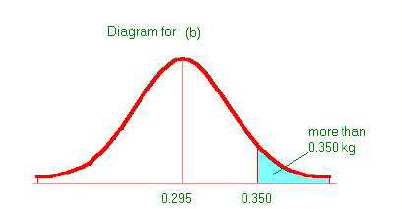 Diagram for (b)
more than
0.350 kg
0.295 0.350